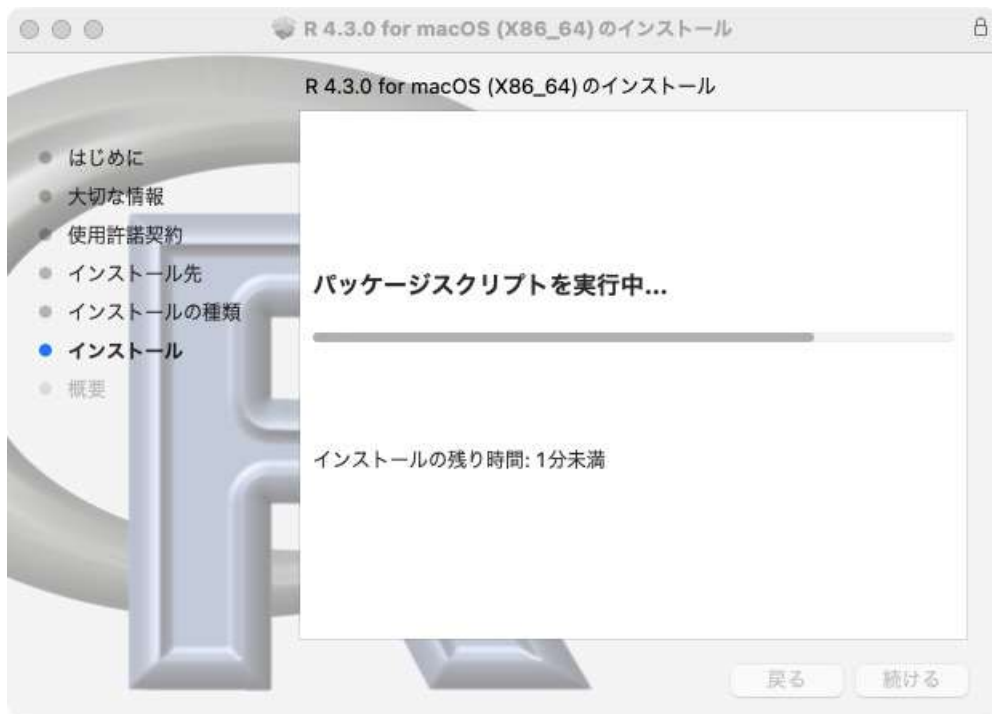 R 4.3.0 for macOS (X86_64) のインストール
R 4.3.0 for macOS (X86_64) のインストール
はじめに
大切な情報
使用許諾契約
インストール先
インストールの種類
インストール
概要
パッケージスクリプトを実行中...
インストールの残り時間: 1分未満
戻る
続ける